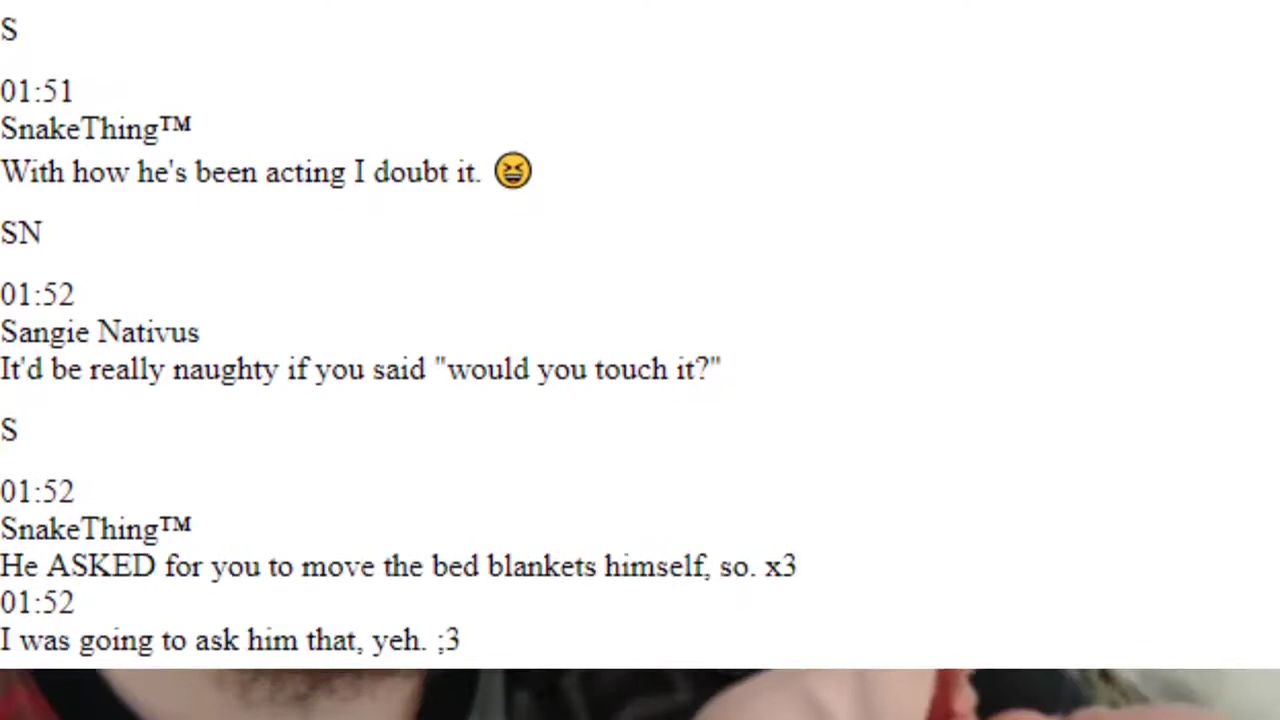 S
01:51
SnakeThing™
With how he's been acting I doubt it. 😆
SN
01:52
Sangie Nativus
It'd be really naughty if you said "would you touch it?"
S
01:52
SnakeThing™
He ASKED for you to move the bed blankets himself, so. x3
01:52
I was going to ask him that, yeh. ;3